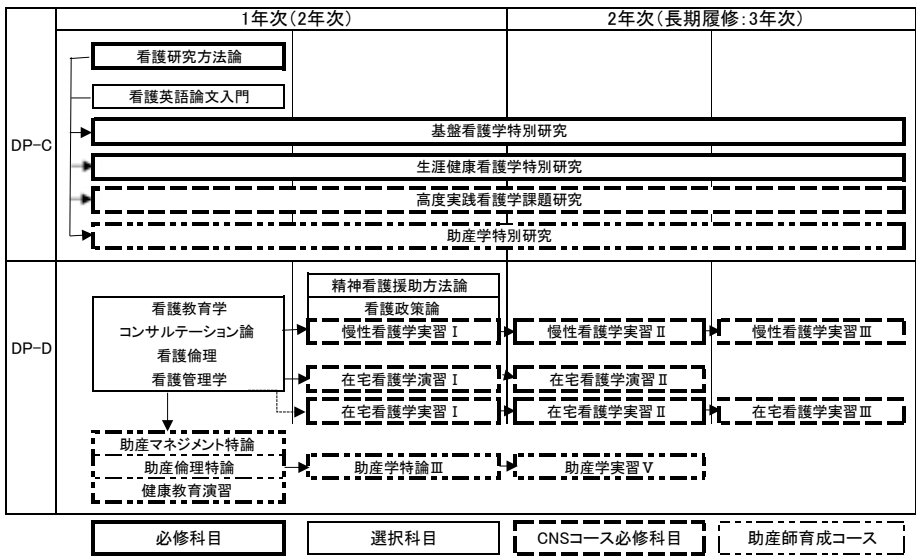 1年次(2年次) 2年次(長期履修:3年次)
DP-C
看護研究方法論
看護英語論文入門
基盤看護学特別研究
生涯健康看護学特別研究
高度実践看護学課題研究
助産学特別研究
DP-D
精神看護援助方法論
看護教育学 看護政策論
コンサルテーション論 慢性看護学実習Ⅰ 慢性看護学実習Ⅱ 慢性看護学実習Ⅲ
看護倫理
看護管理学 在宅看護学演習Ⅰ 在宅看護学演習Ⅱ
在宅看護学実習Ⅰ 在宅看護学実習Ⅱ 在宅看護学実習Ⅲ
助産マネジメント特論
助産倫理特論 助産学特論Ⅲ 助産学実習Ⅴ
健康教育演習
必修科目 選択科目 CNSコース必修科目 助産師育成コース